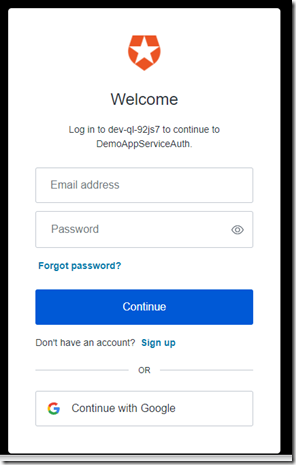 Welcome
Log in to dev-ql-92js7 to continue to
DemoAppServiceAuth.
Email address
Password
Forgot password?
Continue
Don't have an account? Sign up
OR
Continue with Google